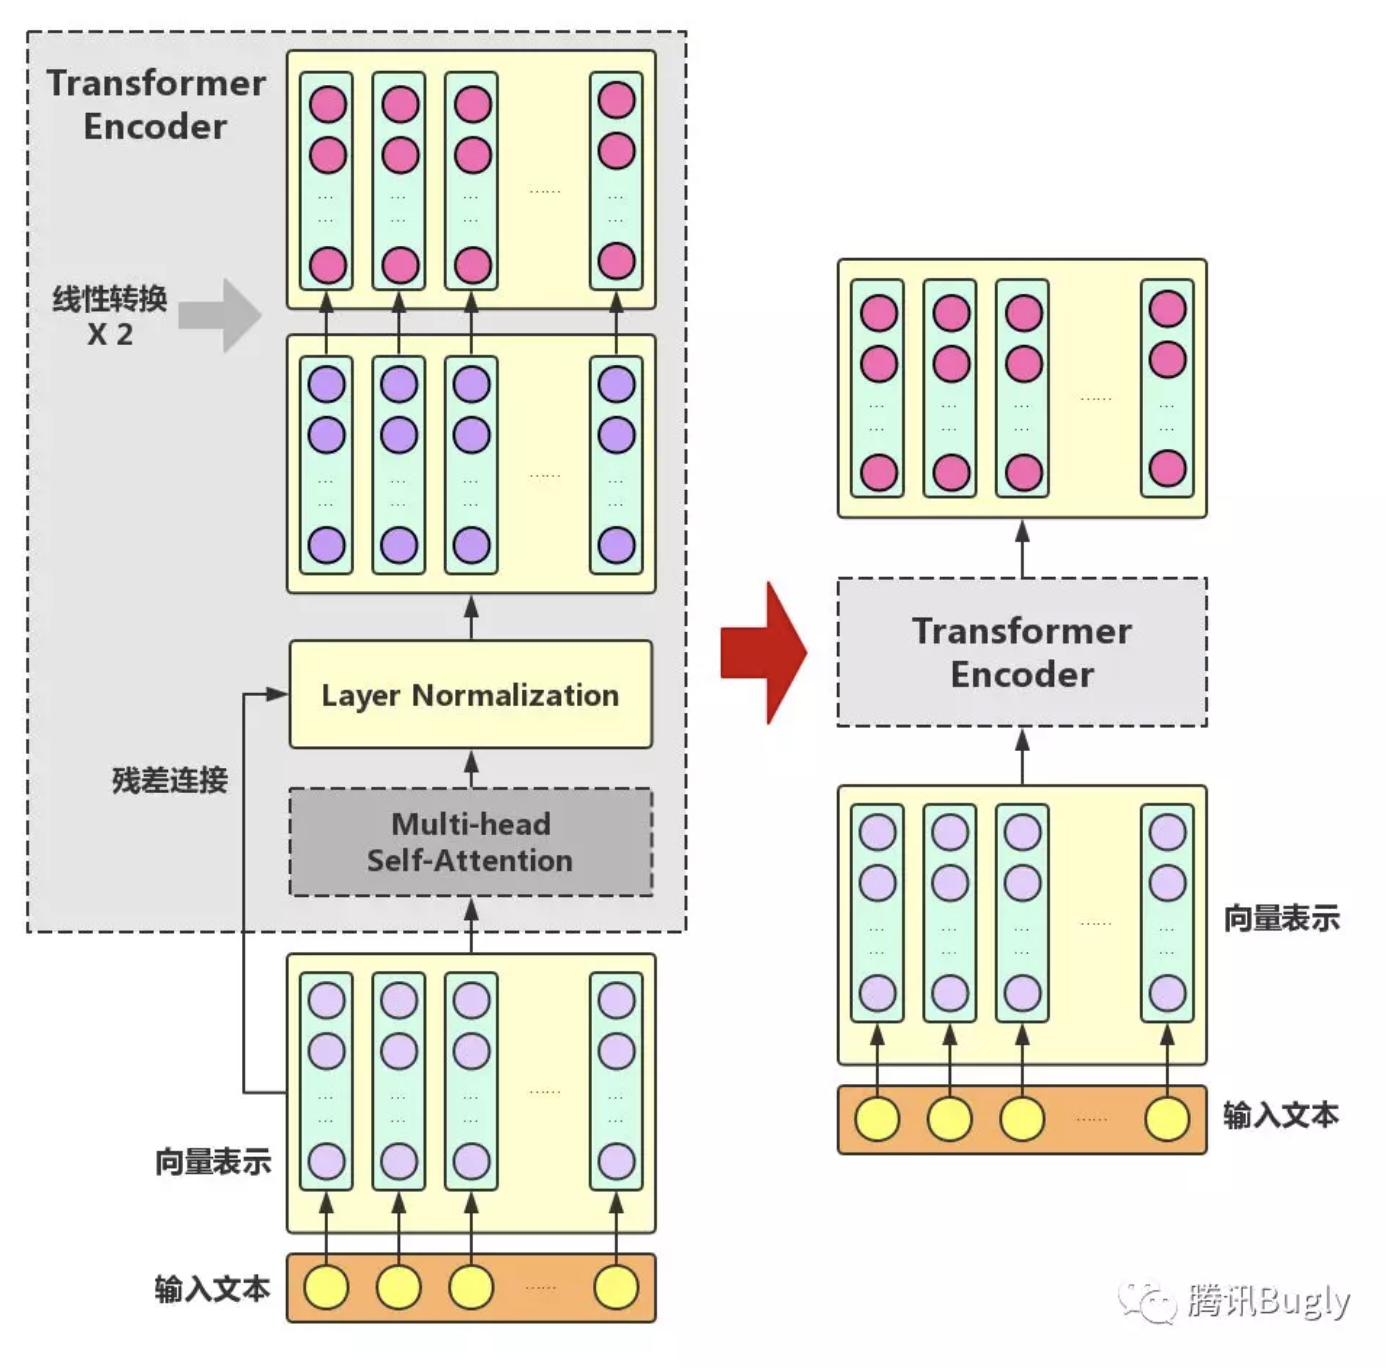 Transformer
Encoder
线性转换
X 2
Layer Normalization
残差连接
Multi-head
Self-Attention
向量表示
输入文本
Transformer
Encoder
向量表示
输入文本
腾讯Bugly